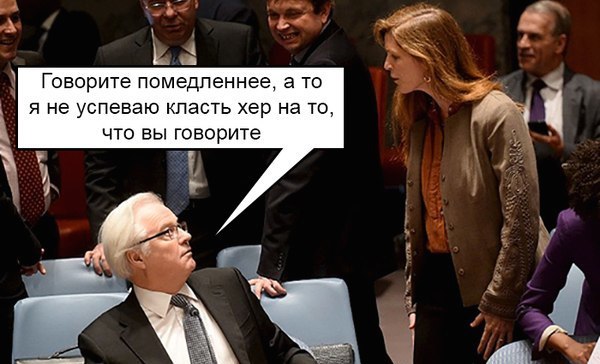 Говорите помедленнее, а то
я не успеваю класть хер на то,
что вы говорите